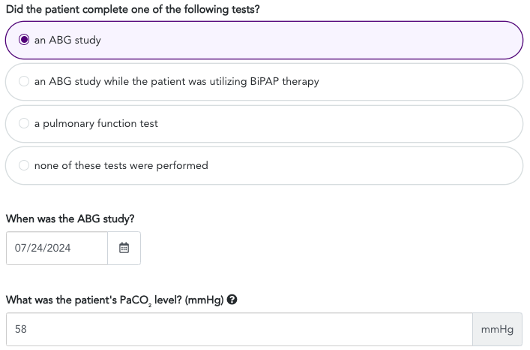 Did the patient complete one of the following tests?
an ABG study
an ABG study while the patient was utilizing BiPAP therapy
a pulmonary function test
none of these tests were performed
When was the ABG study?
07/24/2024
What was the patient's PaCO₂ level? (mmHg) ?
58 mmHg